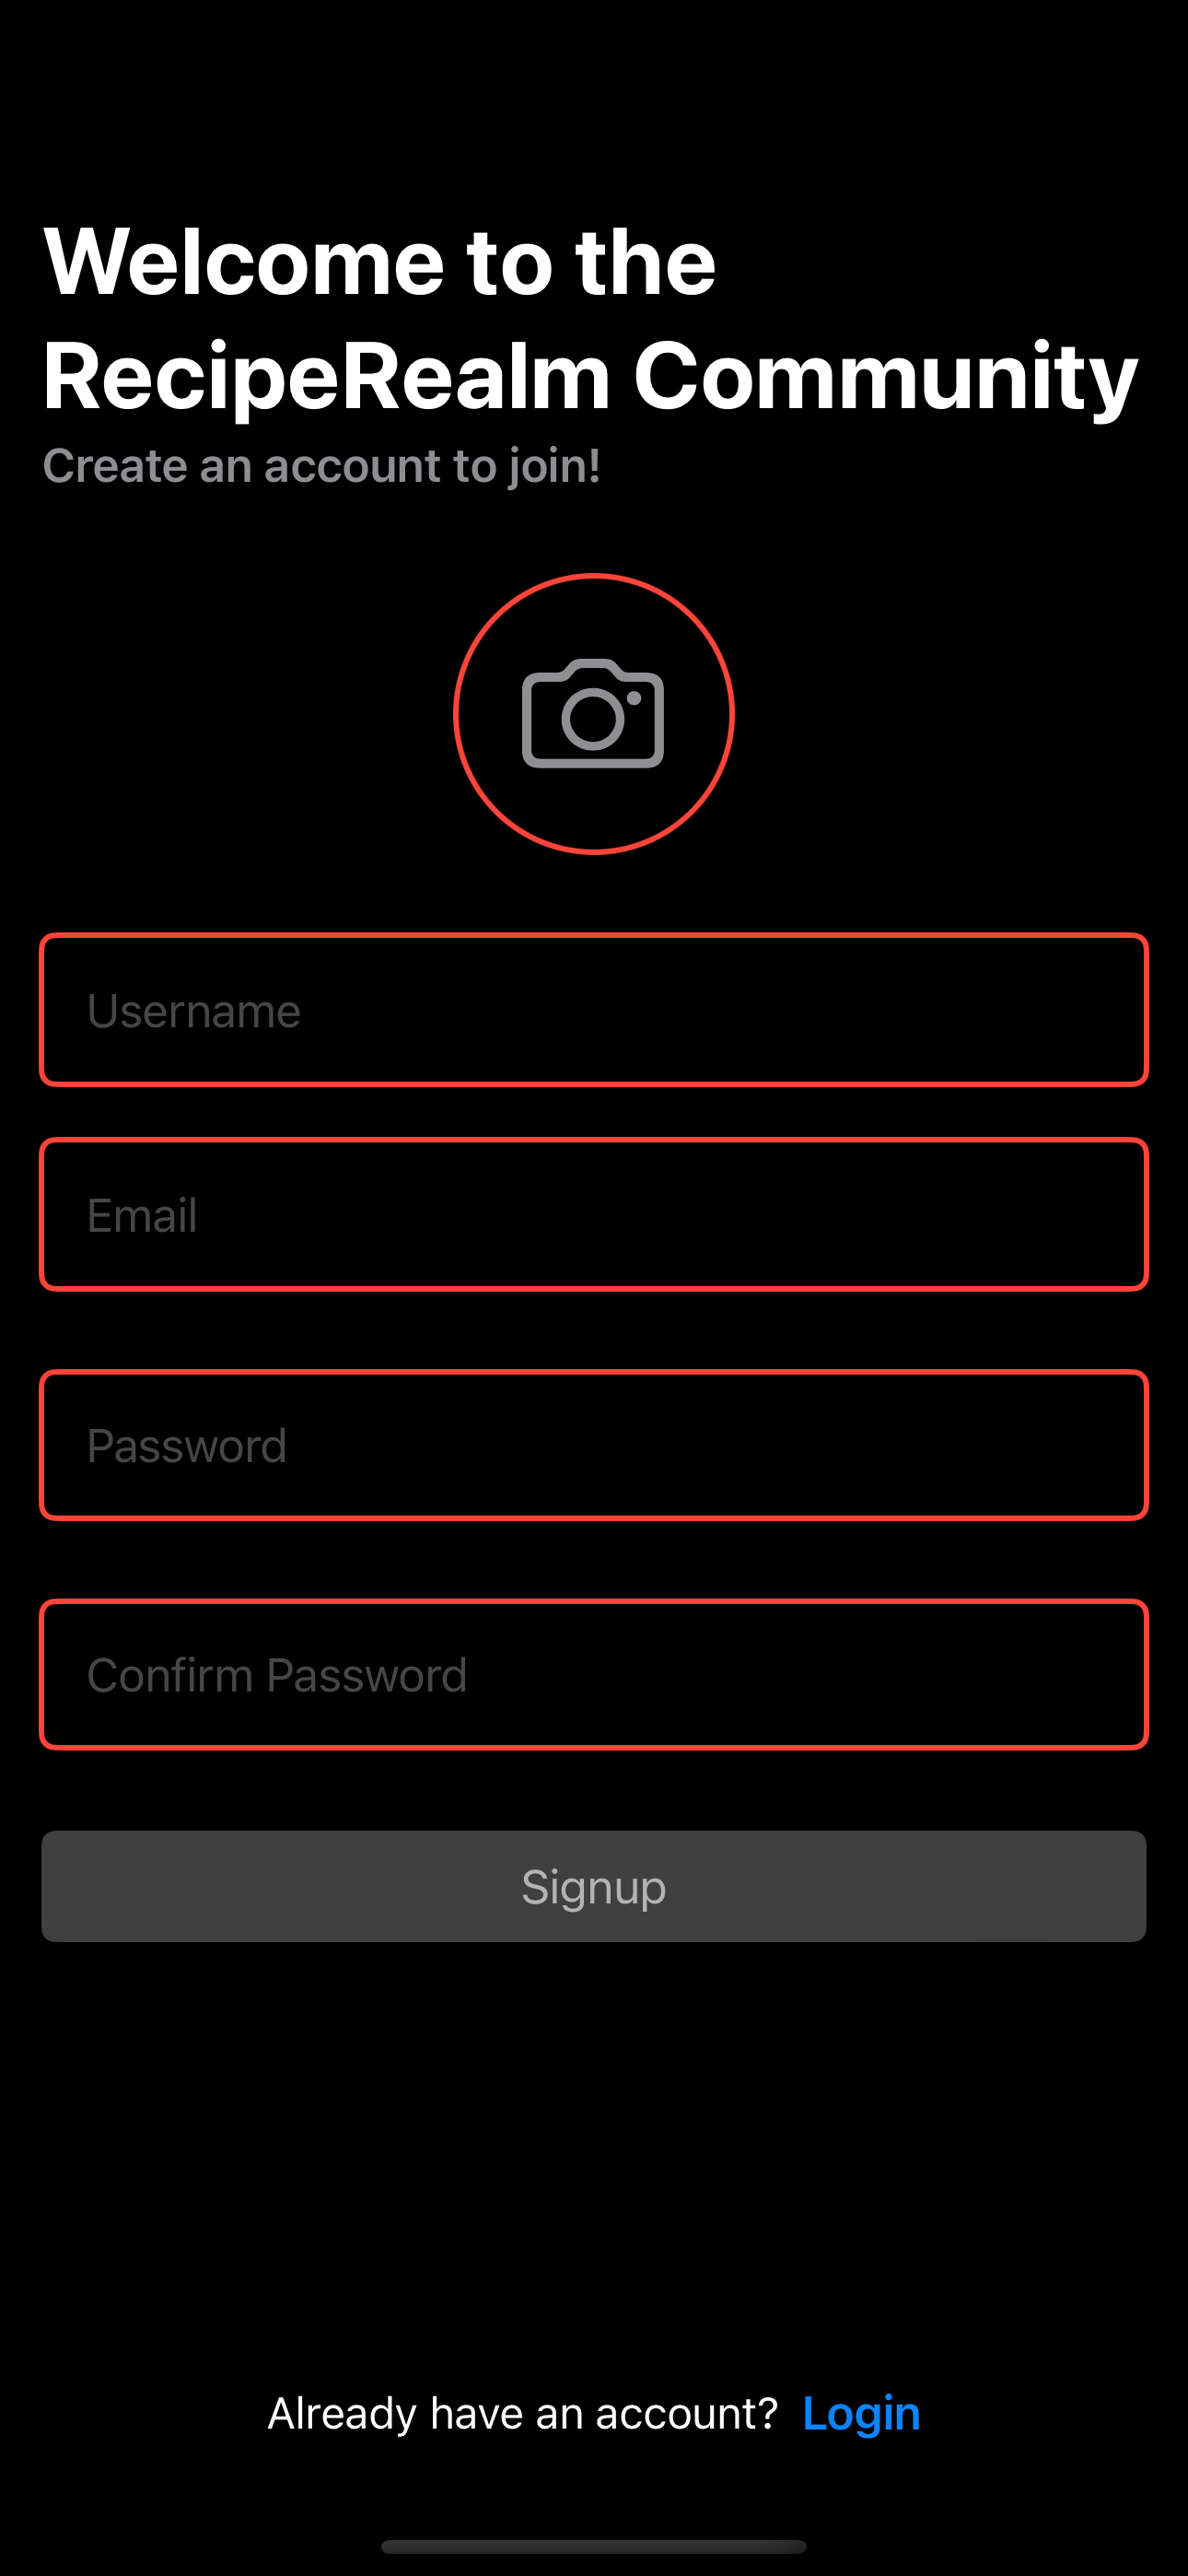 Welcome to the
RecipeRealm Community
Create an account to join!
Username
Email
Password
Confirm Password
Signup
Already have an account? Login